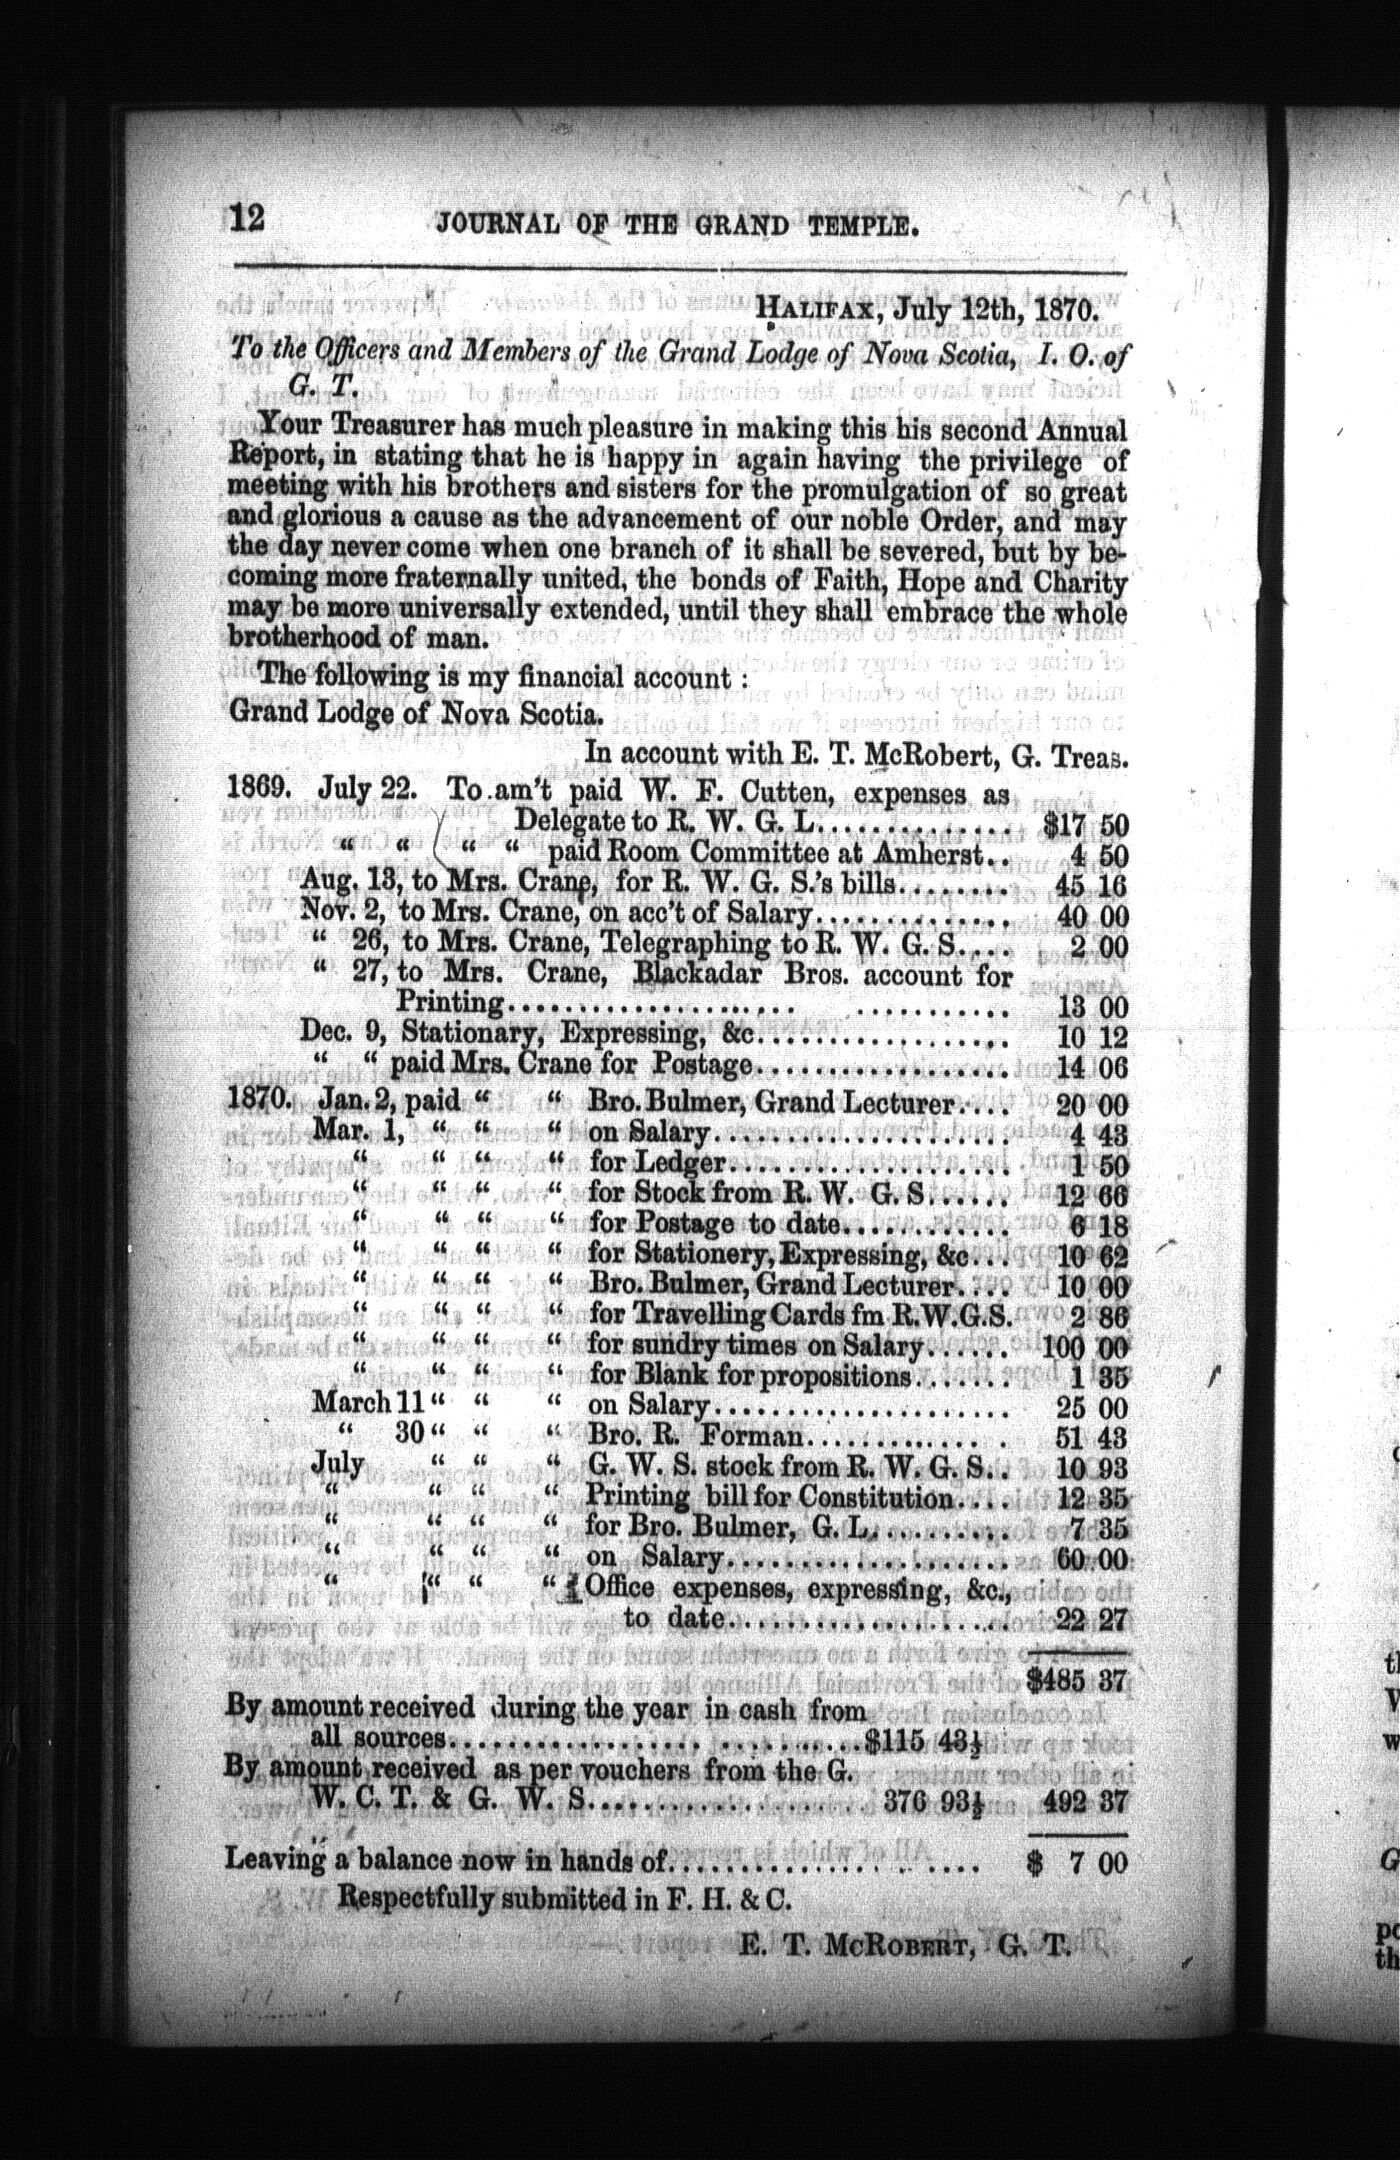 12 JOURNAL OF THE GRAND TEMPLE.
HALIFAX, July 12th, 1870.
To the Officers and Members of the Grand Lodge of Nova Scotia, I. O. of
G. T.
Your Treasurer has much pleasure in making this his second Annual
Report, in stating that he is happy in again having the privilege of
meeting with his brothers and sisters for the promulgation of so great
and glorious a cause as the advancement of our noble Order, and may
the day never come when one branch of it shall be severed, but by be-
coming more fraternally united, the bonds of Faith, Hope and Charity
may be more universally extended, until they shall embrace the whole
brotherhood of man.
The following is my financial account :
Grand Lodge of Nova Scotia.
In account with E. T. McRobert, G. Treas.
1869. July 22. To am't paid W. F. Cutten, expenses as
Delegate to R. W. G. L.............. $17 50
" " " " paid Room Committee at Amherst.. 4 50
Aug. 13, to Mrs. Crane, for R. W. G. S.'s bills......... 45 16
Nov. 2, to Mrs. Crane, on acc't of Salary.............. 40 00
" 26, to Mrs. Crane, Telegraphing to R. W. G. S.... 2 00
" 27, to Mrs. Crane, Blackadar Bros. account for
Printing.................... ........... 13 00
Dec. 9, Stationary, Expressing, &c.................. 10 12
" " paid Mrs. Crane for Postage.................. 14 06
1870. Jan. 2, paid " " Bro. Bulmer, Grand Lecturer.... 20 00
Mar. 1, " " " on Salary..................... 4 43
" " " " for Ledger.................... 1 50
" " " " for Stock from R. W. G. S...... 12 66
" " " " for Postage to date............ 6 18
" " " " for Stationery, Expressing, &c... 10 62
" " " " Bro. Bulmer, Grand Lecturer.... 10 00
" " " " for Travelling Cards fm R.W.G.S. 2 86
" " " " for sundry times on Salary...... 100 00
" " " " for Blank for propositions....... 1 35
March 11 " " " on Salary..................... 25 00
" 30 " " " Bro. R. Forman.............. 51 43
July " " " G. W. S. stock from R. W. G. S.. 10 93
" " " " Printing bill for Constitution.... 12 35
" " " " for Bro. Bulmer, G. L.......... 7 35
" " " " on Salary.................... 60 00
" " " " Office expenses, expressing, &c.,
to date................... 22 27
$485 37
By amount received during the year in cash from
all sources.............................$115 43½
By amount received as per vouchers from the G.
W. C. T. & G. W. S.................... 376 93½ 492 37
Leaving a balance now in hands of..................... $ 7 00
Respectfully submitted in F. H. & C.
E. T. MCROBERT, G. T.